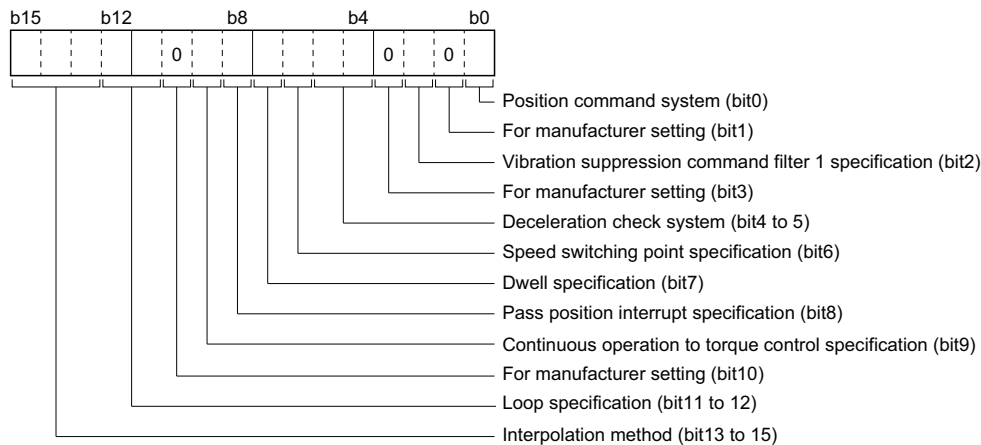 b15 b12 b8 b4 b0
0 0 0
Position command system (bit0)
For manufacturer setting (bit1)
Vibration suppression command filter 1 specification (bit2)
For manufacturer setting (bit3)
Deceleration check system (bit4 to 5)
Speed switching point specification (bit6)
Dwell specification (bit7)
Pass position interrupt specification (bit8)
Continuous operation to torque control specification (bit9)
For manufacturer setting (bit10)
Loop specification (bit11 to 12)
Interpolation method (bit13 to 15)